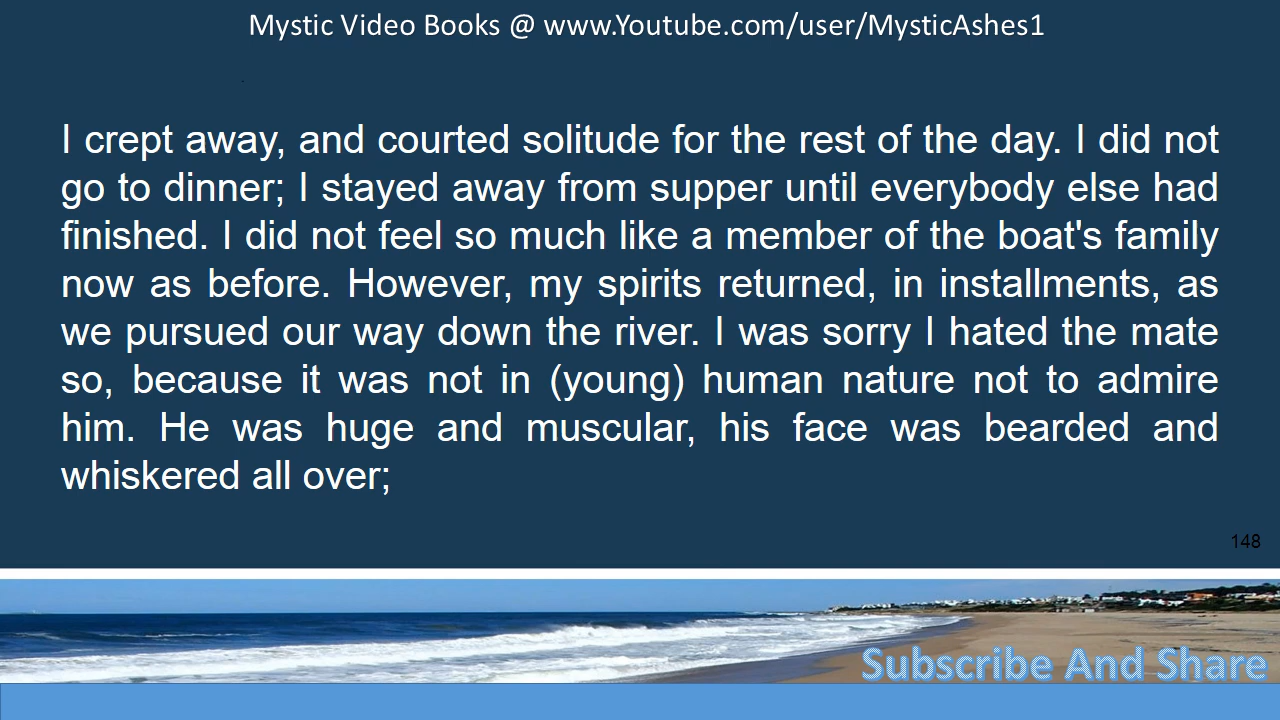 Mystic Video Books @ www.Youtube.com/user/MysticAshes1
I crept away, and courted solitude for the rest of the day. I did not
go to dinner; I stayed away from supper until everybody else had
finished. I did not feel so much like a member of the boat's family
now as before. However, my spirits returned, in installments, as
we pursued our way down the river. I was sorry I hated the mate
so, because it was not in (young) human nature not to admire
him. He was huge and muscular, his face was bearded and
whiskered all over;
148
Subscribe And Share